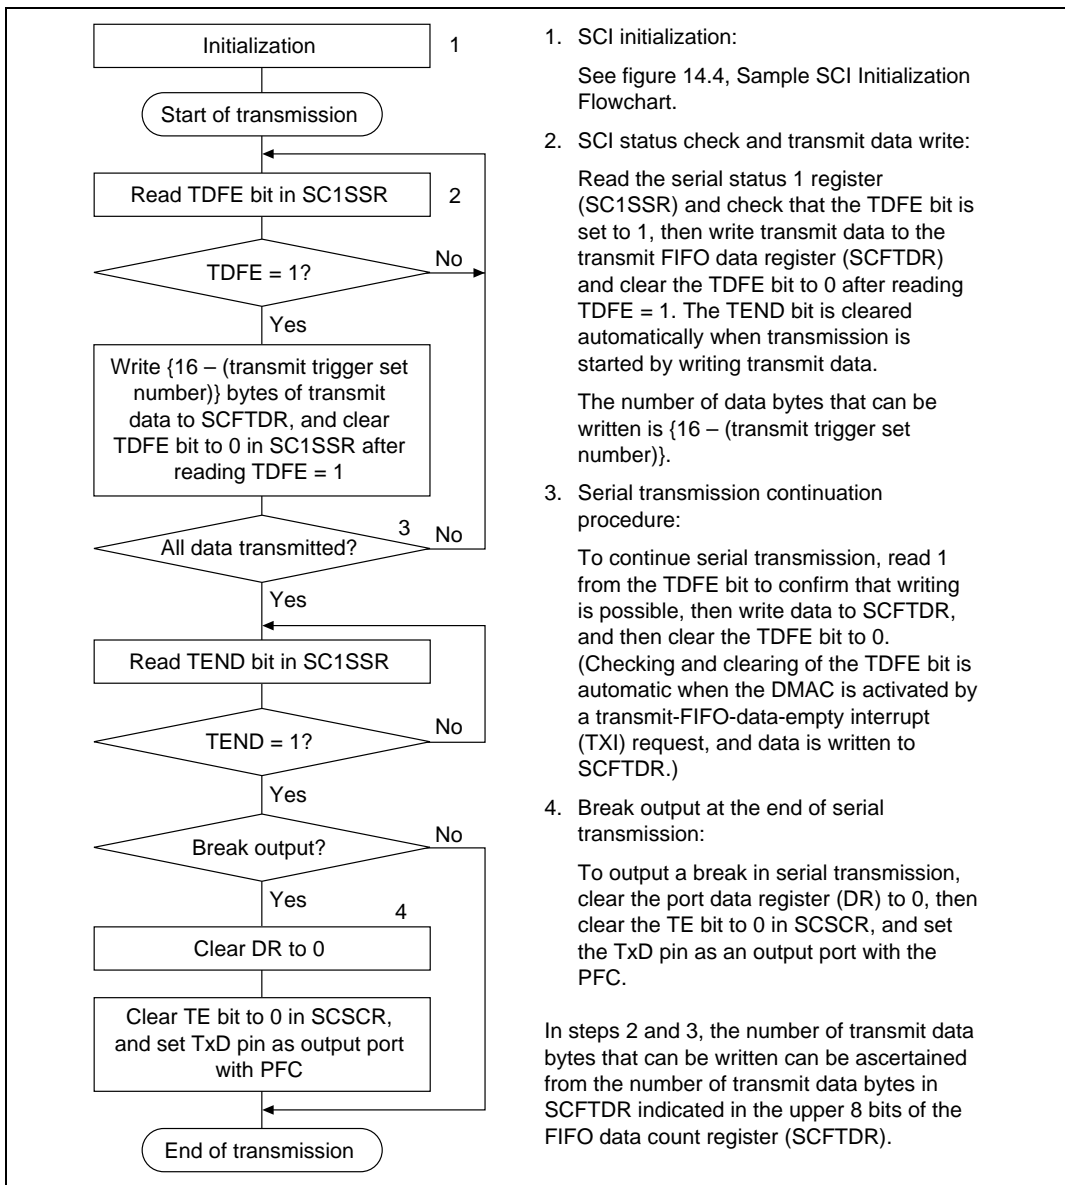 Initialization
1
Start of transmission
Read TDFE bit in SC1SSR
2
TDFE = 1?
No
Yes
Write {16 – (transmit trigger set
number)} bytes of transmit
data to SCFTDR, and clear
TDFE bit to 0 in SC1SSR after
reading TDFE = 1
3
All data transmitted?
No
Yes
Read TEND bit in SC1SSR
TEND = 1?
No
Yes
Break output?
No
Yes
4
Clear DR to 0
Clear TE bit to 0 in SCSCR,
and set TxD pin as output port
with PFC
End of transmission
1. SCI initialization:
See figure 14.4, Sample SCI Initialization
Flowchart.
2. SCI status check and transmit data write:
Read the serial status 1 register
(SC1SSR) and check that the TDFE bit is
set to 1, then write transmit data to the
transmit FIFO data register (SCFTDR)
and clear the TDFE bit to 0 after reading
TDFE = 1. The TEND bit is cleared
automatically when transmission is
started by writing transmit data.
The number of data bytes that can be
written is {16 – (transmit trigger set
number)}.
3. Serial transmission continuation
procedure:
To continue serial transmission, read 1
from the TDFE bit to confirm that writing
is possible, then write data to SCFTDR,
and then clear the TDFE bit to 0.
(Checking and clearing of the TDFE bit is
automatic when the DMAC is activated by
a transmit-FIFO-data-empty interrupt
(TXI) request, and data is written to
SCFTDR.)
4. Break output at the end of serial
transmission:
To output a break in serial transmission,
clear the port data register (DR) to 0, then
clear the TE bit to 0 in SCSCR, and set
the TxD pin as an output port with the
PFC.
In steps 2 and 3, the number of transmit data
bytes that can be written can be ascertained
from the number of transmit data bytes in
SCFTDR indicated in the upper 8 bits of the
FIFO data count register (SCFTDR).